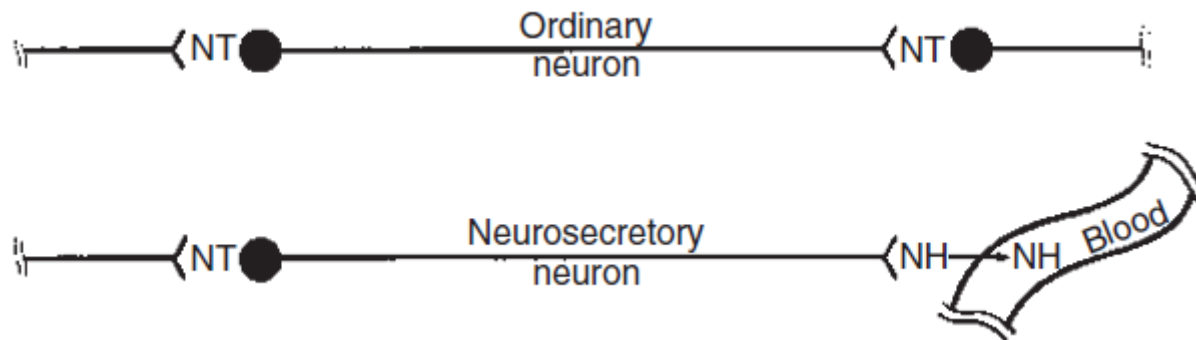 Ordinary
NT neuron NT
Neurosecretory
NT neuron NH NH Blood